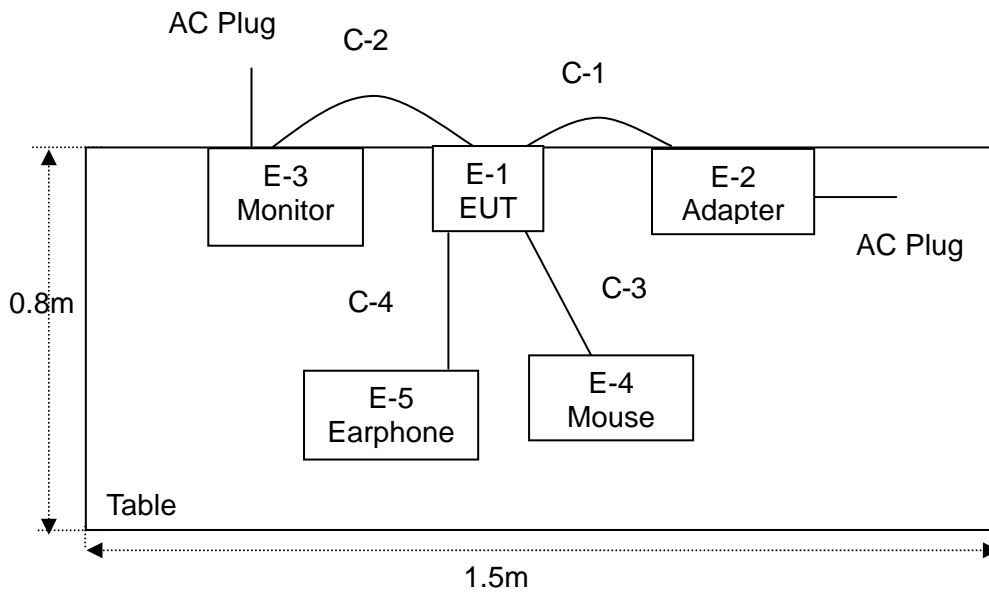 AC Plug
C-2
C-1
E-3
Monitor
E-1
EUT
E-2
Adapter
AC Plug
C-4
C-3
0.8m
E-5
Earphone
E-4
Mouse
Table
1.5m